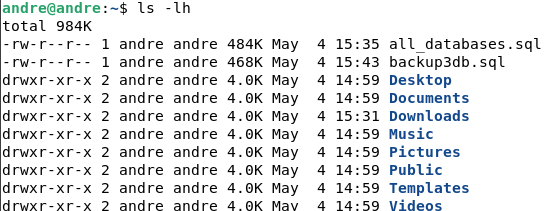 andre@andre:~$ ls -lh
total 984K
-rw-r--r-- 1 andre andre 484K May  4 15:35 all_databases.sql
-rw-r--r-- 1 andre andre 468K May  4 15:43 backup3db.sql
drwxr-xr-x 2 andre andre 4.0K May  4 14:59 Desktop
drwxr-xr-x 2 andre andre 4.0K May  4 14:59 Documents
drwxr-xr-x 2 andre andre 4.0K May  4 15:31 Downloads
drwxr-xr-x 2 andre andre 4.0K May  4 14:59 Music
drwxr-xr-x 2 andre andre 4.0K May  4 14:59 Pictures
drwxr-xr-x 2 andre andre 4.0K May  4 14:59 Public
drwxr-xr-x 2 andre andre 4.0K May  4 14:59 Templates
drwxr-xr-x 2 andre andre 4.0K May  4 14:59 Videos